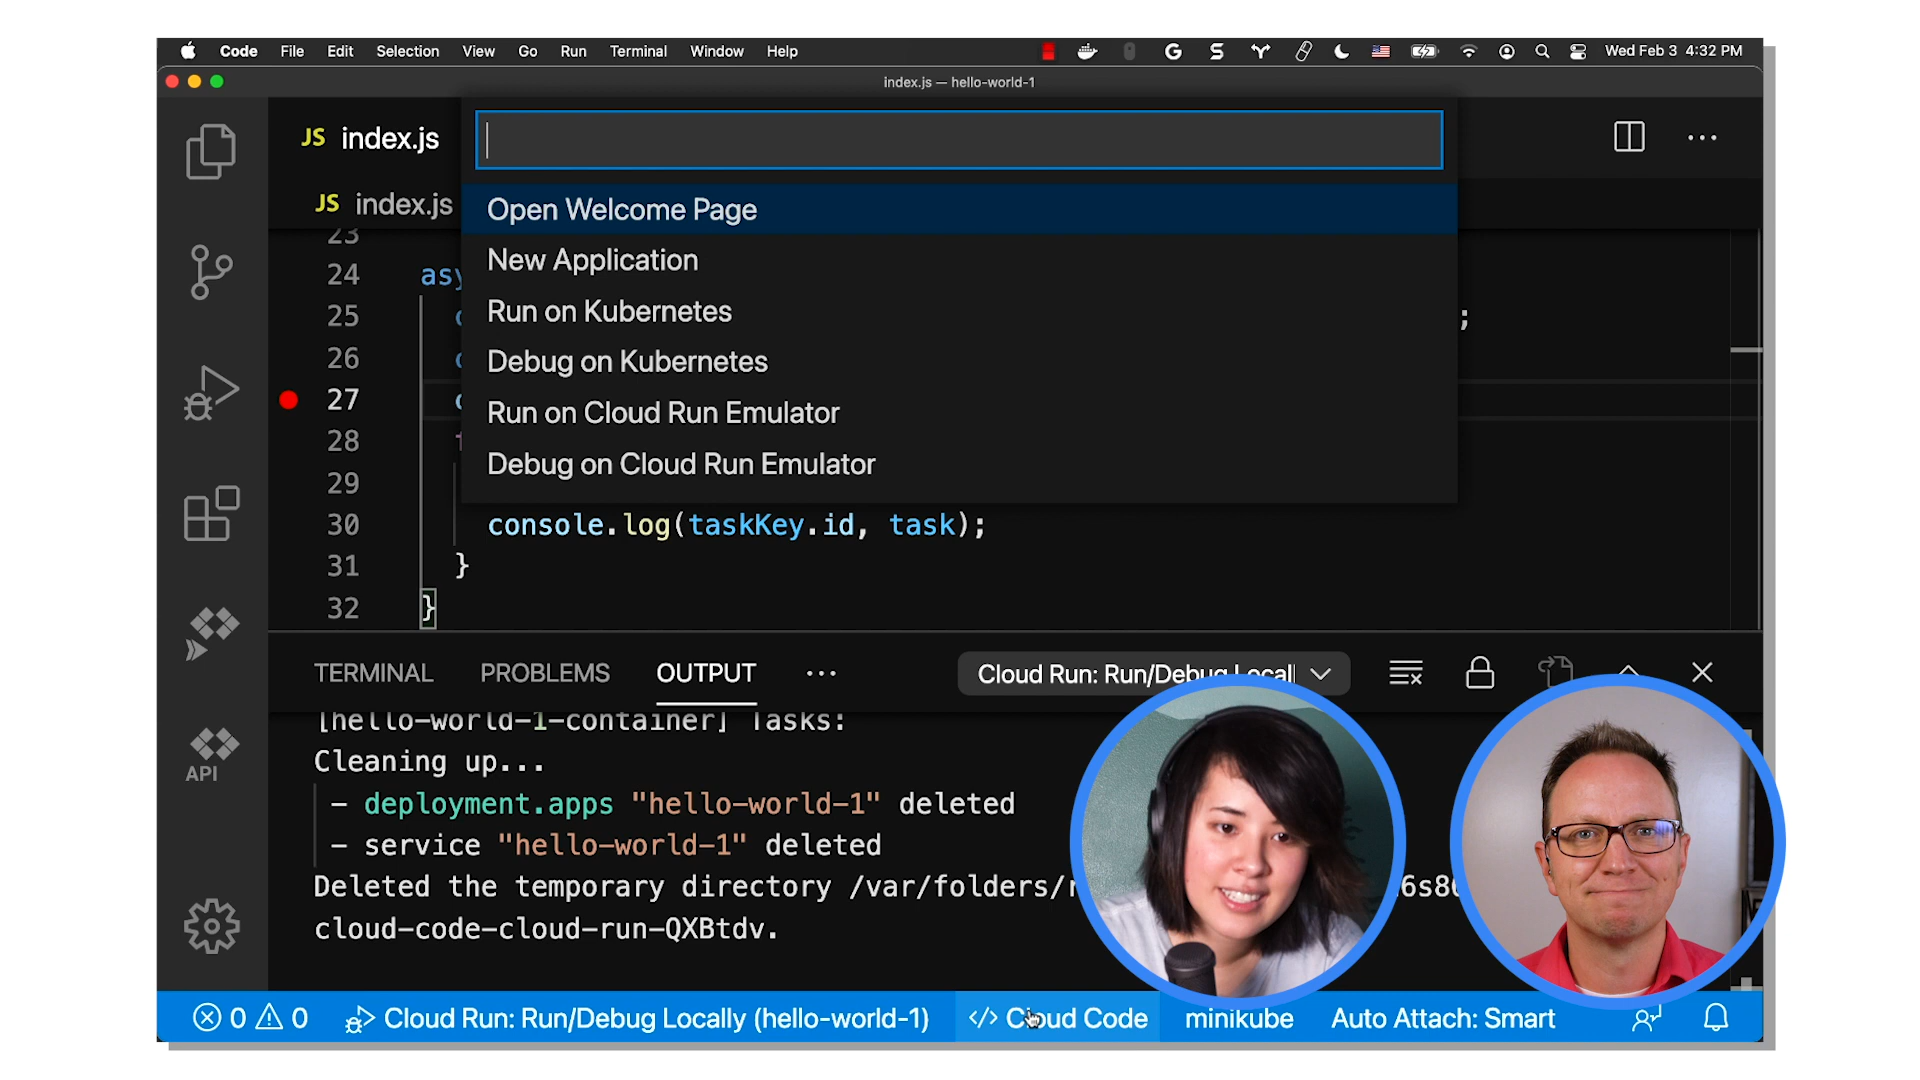 Code File Edit Selection View Go Run Terminal Window Help Wed Feb 3 4:32 PM
index.js — hello-world-1
JS index.js
JS index.js
Open Welcome Page
New Application
Run on Kubernetes
Debug on Kubernetes
Run on Cloud Run Emulator
Debug on Cloud Run Emulator
23
24 asy
25 ;
26
27
28
29
30 console.log(taskKey.id, task);
31 }
32 }
API
TERMINAL PROBLEMS OUTPUT ··· Cloud Run: Run/Debug Locall
[hello-world-1-container] Tasks:
Cleaning up...
- deployment.apps "hello-world-1" deleted
- service "hello-world-1" deleted
Deleted the temporary directory /var/folders/
cloud-code-cloud-run-QXBtdv.
0 0 Cloud Run: Run/Debug Locally (hello-world-1) </> Cloud Code minikube Auto Attach: Smart